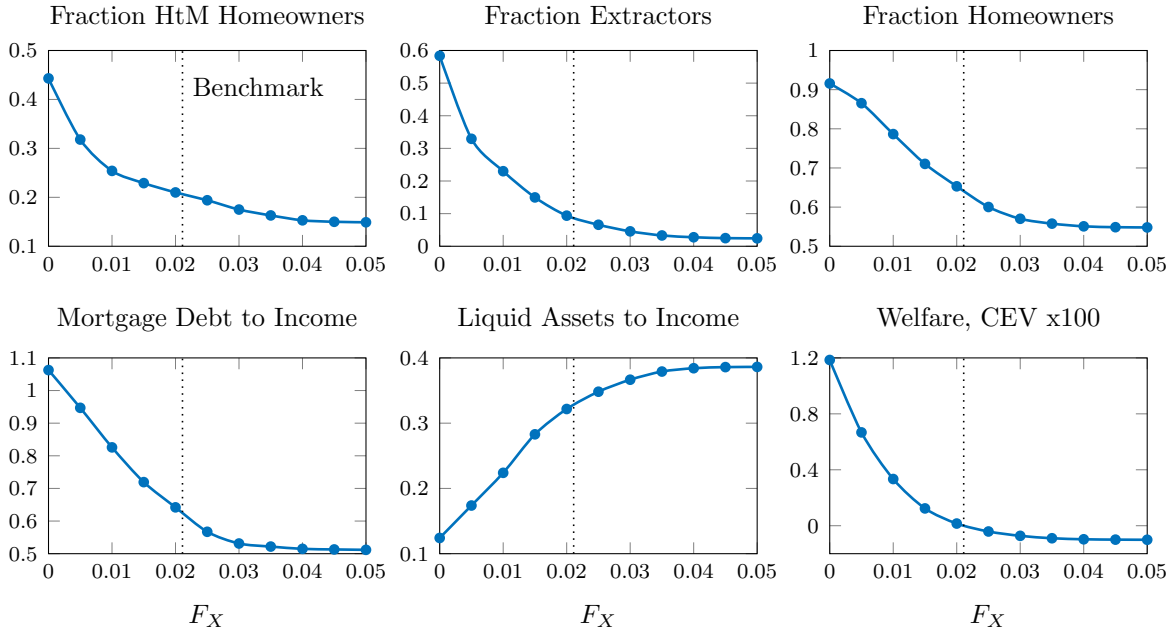 Fraction HtM Homeowners
0.5
0.4
0.3
0.2
0.1
0 0.01 0.02 0.03 0.04 0.05
Benchmark
Fraction Extractors
0.6
0.5
0.4
0.3
0.2
0.1
0
0 0.01 0.02 0.03 0.04 0.05
Fraction Homeowners
1
0.9
0.8
0.7
0.6
0.5
0 0.01 0.02 0.03 0.04 0.05
Mortgage Debt to Income
1.1
1
0.9
0.8
0.7
0.6
0.5
0 0.01 0.02 0.03 0.04 0.05
F_X
Liquid Assets to Income
0.4
0.3
0.2
0.1
0 0.01 0.02 0.03 0.04 0.05
F_X
Welfare, CEV x100
1.2
0.8
0.4
0
0 0.01 0.02 0.03 0.04 0.05
F_X